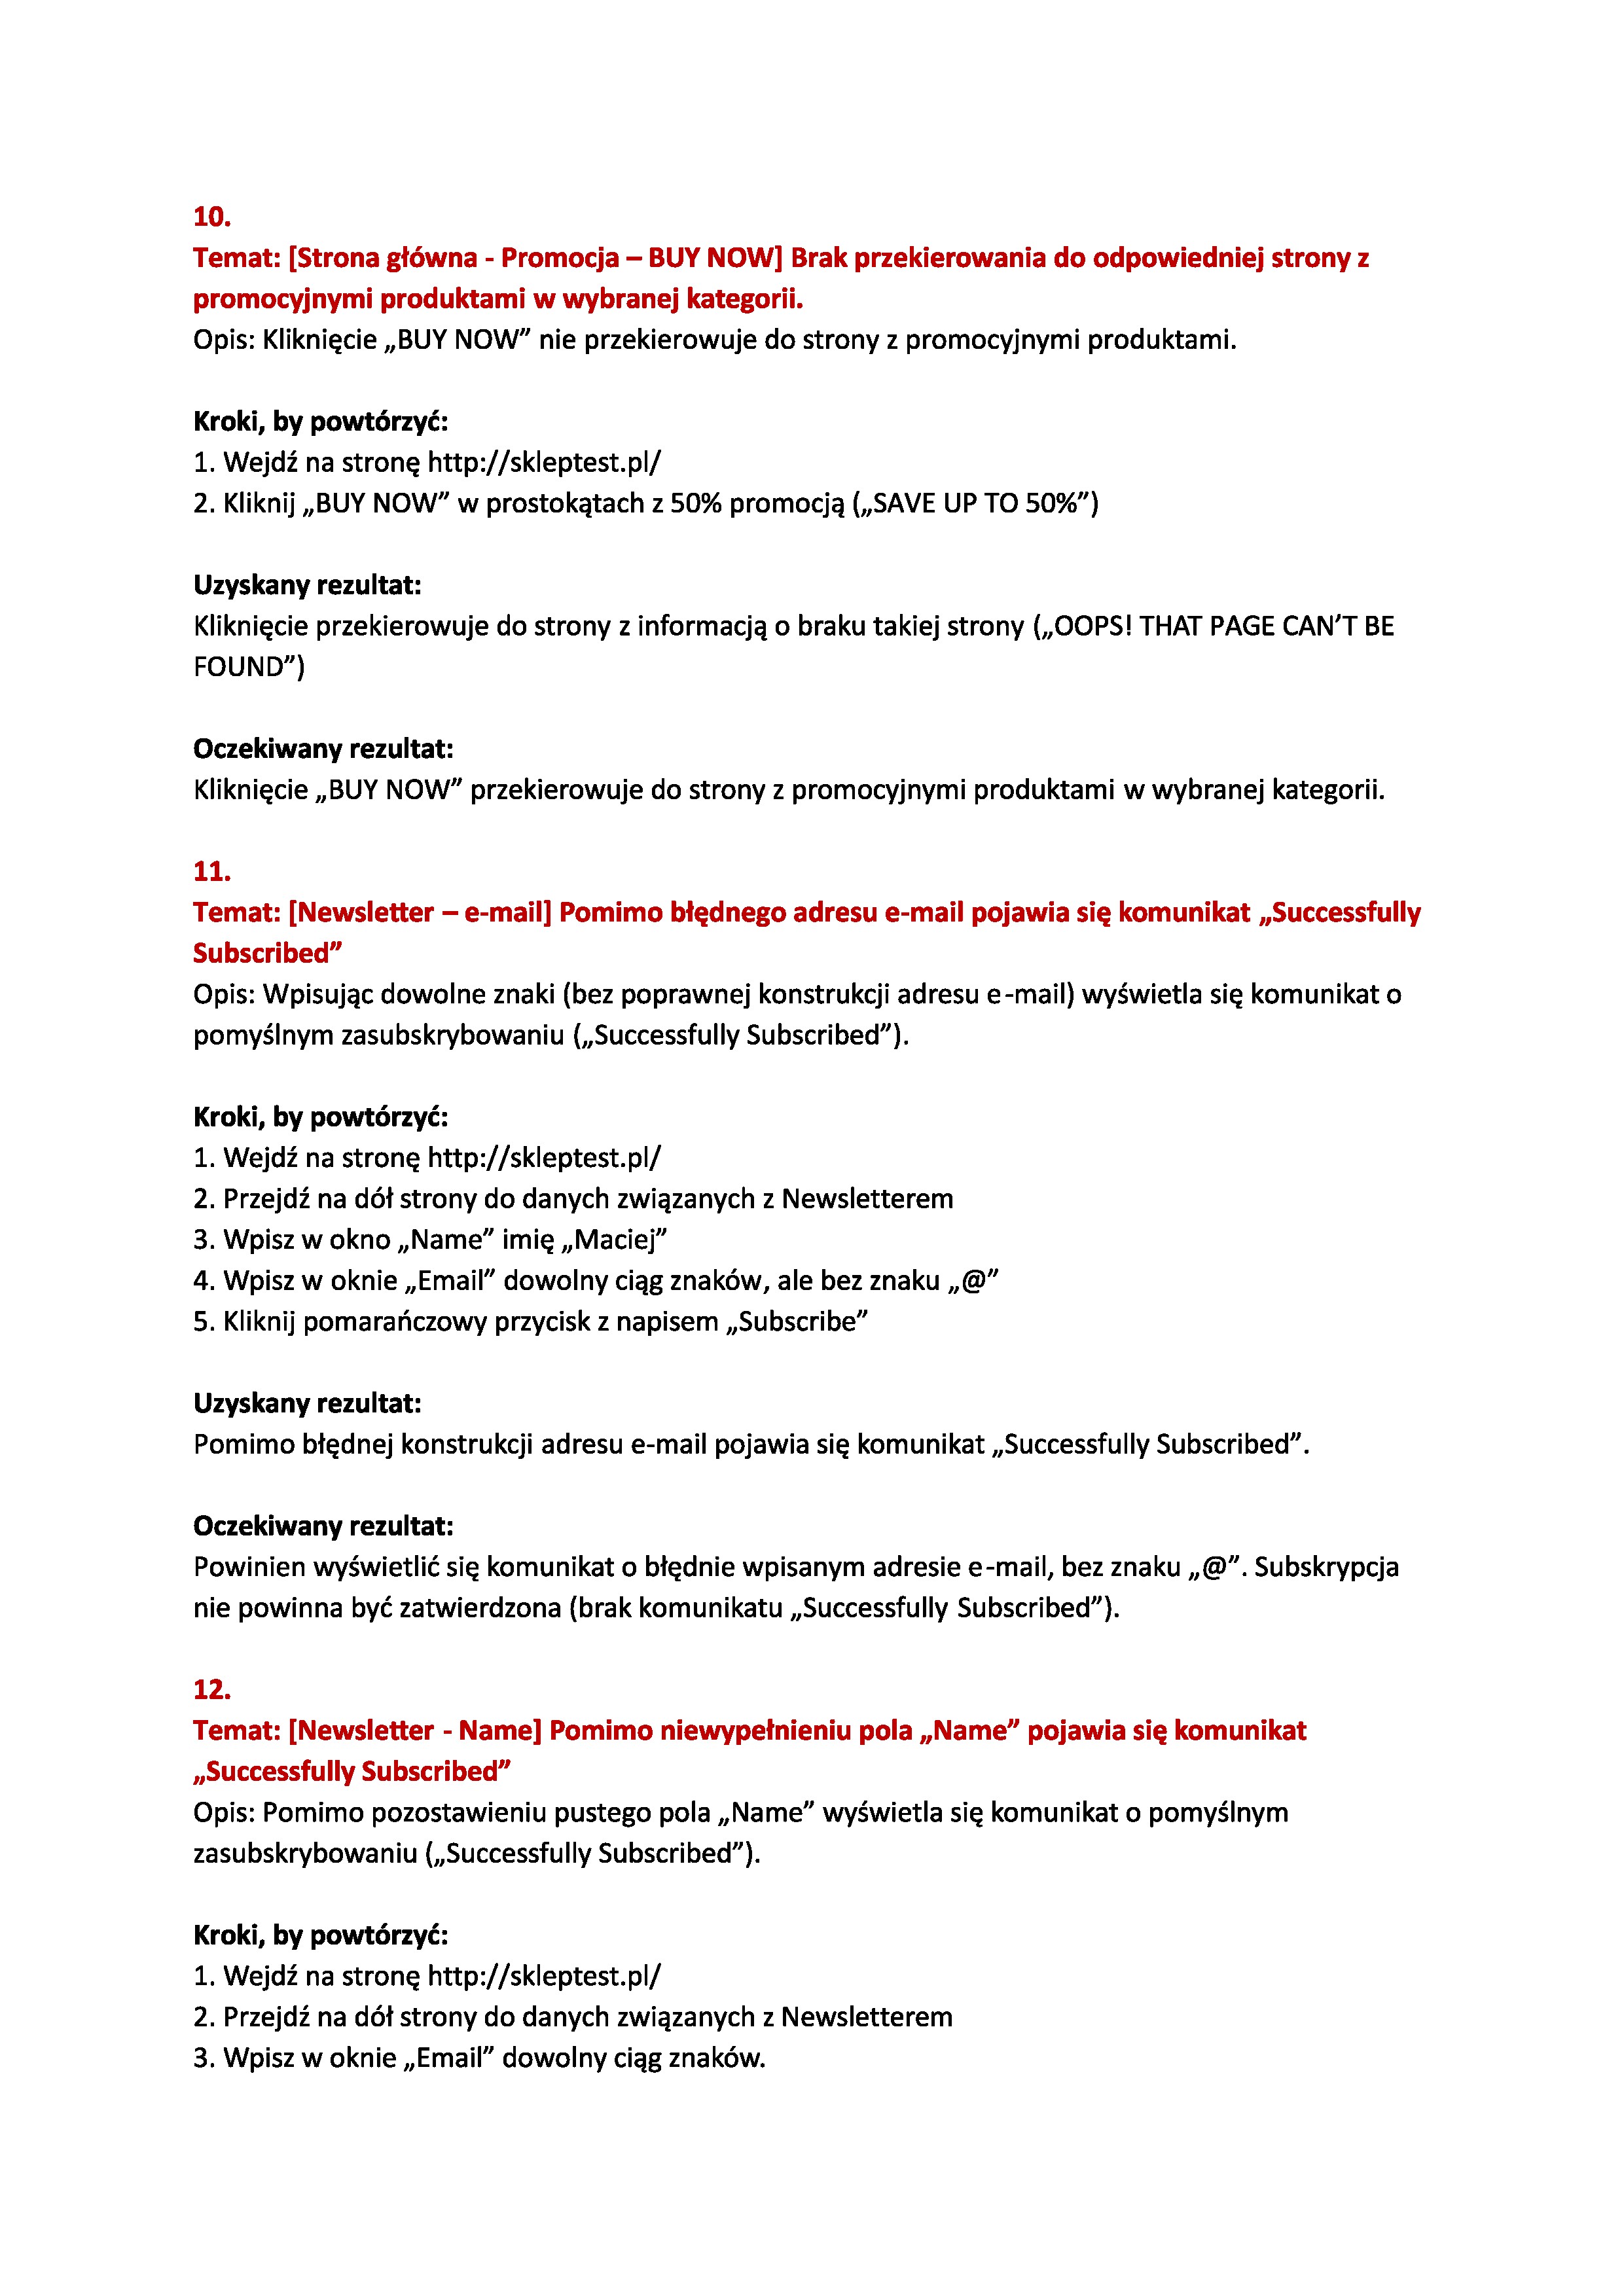 10.
Temat: [Strona główna - Promocja – BUY NOW] Brak przekierowania do odpowiedniej strony z
promocyjnymi produktami w wybranej kategorii.
Opis: Kliknięcie „BUY NOW” nie przekierowuje do strony z promocyjnymi produktami.
Kroki, by powtórzyć:
1. Wejdź na stronę http://skleptest.pl/
2. Kliknij „BUY NOW” w prostokątach z 50% promocją („SAVE UP TO 50%”)
Uzyskany rezultat:
Kliknięcie przekierowuje do strony z informacją o braku takiej strony („OOPS! THAT PAGE CAN’T BE
FOUND”)
Oczekiwany rezultat:
Kliknięcie „BUY NOW” przekierowuje do strony z promocyjnymi produktami w wybranej kategorii.
11.
Temat: [Newsletter – e-mail] Pomimo błędnego adresu e-mail pojawia się komunikat „Successfully
Subscribed”
Opis: Wpisując dowolne znaki (bez poprawnej konstrukcji adresu e-mail) wyświetla się komunikat o
pomyślnym zasubskrybowaniu („Successfully Subscribed”).
Kroki, by powtórzyć:
1. Wejdź na stronę http://skleptest.pl/
2. Przejdź na dół strony do danych związanych z Newsletterem
3. Wpisz w okno „Name” imię „Maciej”
4. Wpisz w oknie „Email” dowolny ciąg znaków, ale bez znaku „@”
5. Kliknij pomarańczowy przycisk z napisem „Subscribe”
Uzyskany rezultat:
Pomimo błędnej konstrukcji adresu e-mail pojawia się komunikat „Successfully Subscribed”.
Oczekiwany rezultat:
Powinien wyświetlić się komunikat o błędnie wpisanym adresie e-mail, bez znaku „@”. Subskrypcja
nie powinna być zatwierdzona (brak komunikatu „Successfully Subscribed”).
12.
Temat: [Newsletter - Name] Pomimo niewypełnieniu pola „Name” pojawia się komunikat
„Successfully Subscribed”
Opis: Pomimo pozostawieniu pustego pola „Name” wyświetla się komunikat o pomyślnym
zasubskrybowaniu („Successfully Subscribed”).
Kroki, by powtórzyć:
1. Wejdź na stronę http://skleptest.pl/
2. Przejdź na dół strony do danych związanych z Newsletterem
3. Wpisz w oknie „Email” dowolny ciąg znaków.